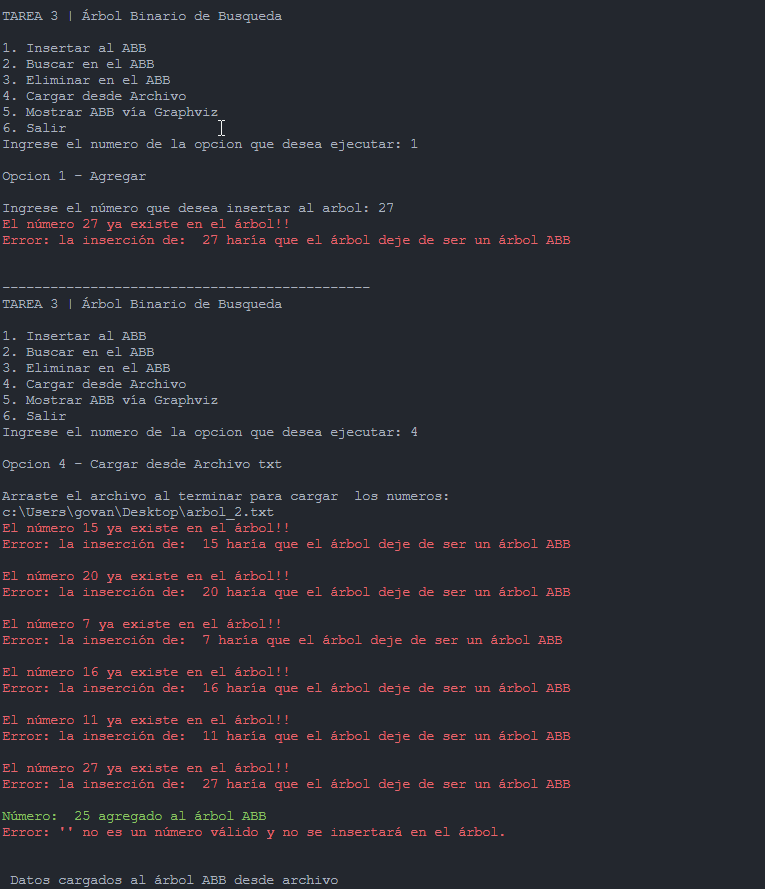 TAREA 3 | Árbol Binario de Busqueda
1. Insertar al ABB
2. Buscar en el ABB
3. Eliminar en el ABB
4. Cargar desde Archivo
5. Mostrar ABB vía Graphviz
6. Salir
Ingrese el numero de la opcion que desea ejecutar: 1
Opcion 1 - Agregar
Ingrese el número que desea insertar al arbol: 27
El número 27 ya existe en el árbol!!
Error: la inserción de:  27 haría que el árbol deje de ser un árbol ABB
----------------------------------------------
TAREA 3 | Árbol Binario de Busqueda
1. Insertar al ABB
2. Buscar en el ABB
3. Eliminar en el ABB
4. Cargar desde Archivo
5. Mostrar ABB vía Graphviz
6. Salir
Ingrese el numero de la opcion que desea ejecutar: 4
Opcion 4 - Cargar desde Archivo txt
Arraste el archivo al terminar para cargar  los numeros:
c:\Users\govan\Desktop\arbol_2.txt
El número 15 ya existe en el árbol!!
Error: la inserción de:  15 haría que el árbol deje de ser un árbol ABB
El número 20 ya existe en el árbol!!
Error: la inserción de:  20 haría que el árbol deje de ser un árbol ABB
El número 7 ya existe en el árbol!!
Error: la inserción de:  7 haría que el árbol deje de ser un árbol ABB
El número 16 ya existe en el árbol!!
Error: la inserción de:  16 haría que el árbol deje de ser un árbol ABB
El número 11 ya existe en el árbol!!
Error: la inserción de:  11 haría que el árbol deje de ser un árbol ABB
El número 27 ya existe en el árbol!!
Error: la inserción de:  27 haría que el árbol deje de ser un árbol ABB
Número:  25 agregado al árbol ABB
Error: '' no es un número válido y no se insertará en el árbol.
Datos cargados al árbol ABB desde archivo